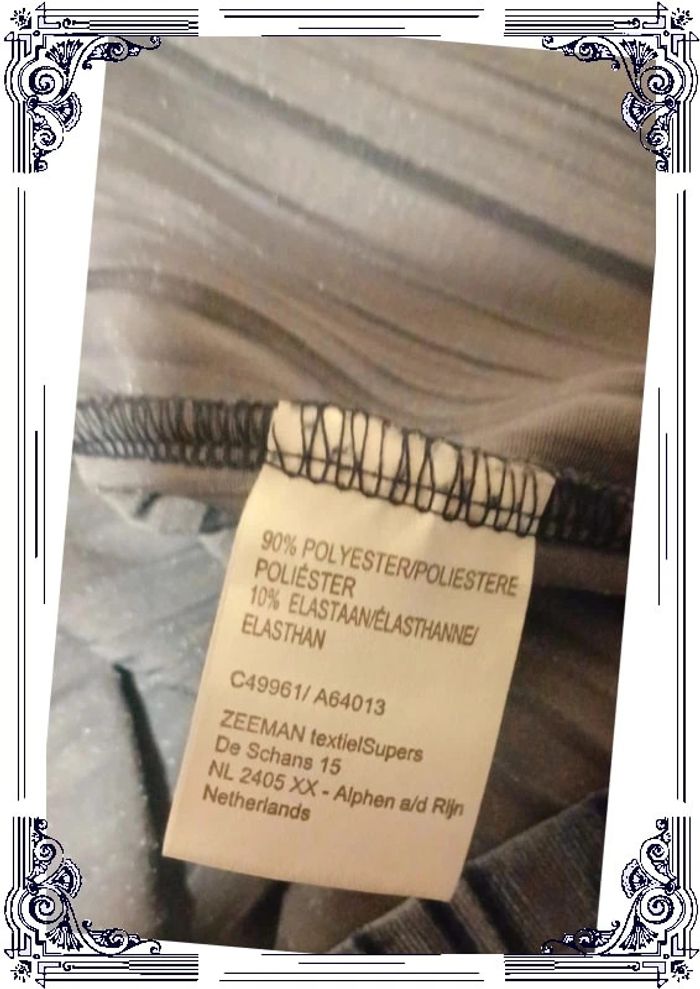 90% POLYESTER/POLIESTERE
POLIÉSTER
10% ELASTAAN/ÉLASTHANNE/
ELASTHAN
C49961/ A64013
ZEEMAN textielSupers
De Schans 15
NL 2405 XX - Alphen a/d Rijn
Netherlands